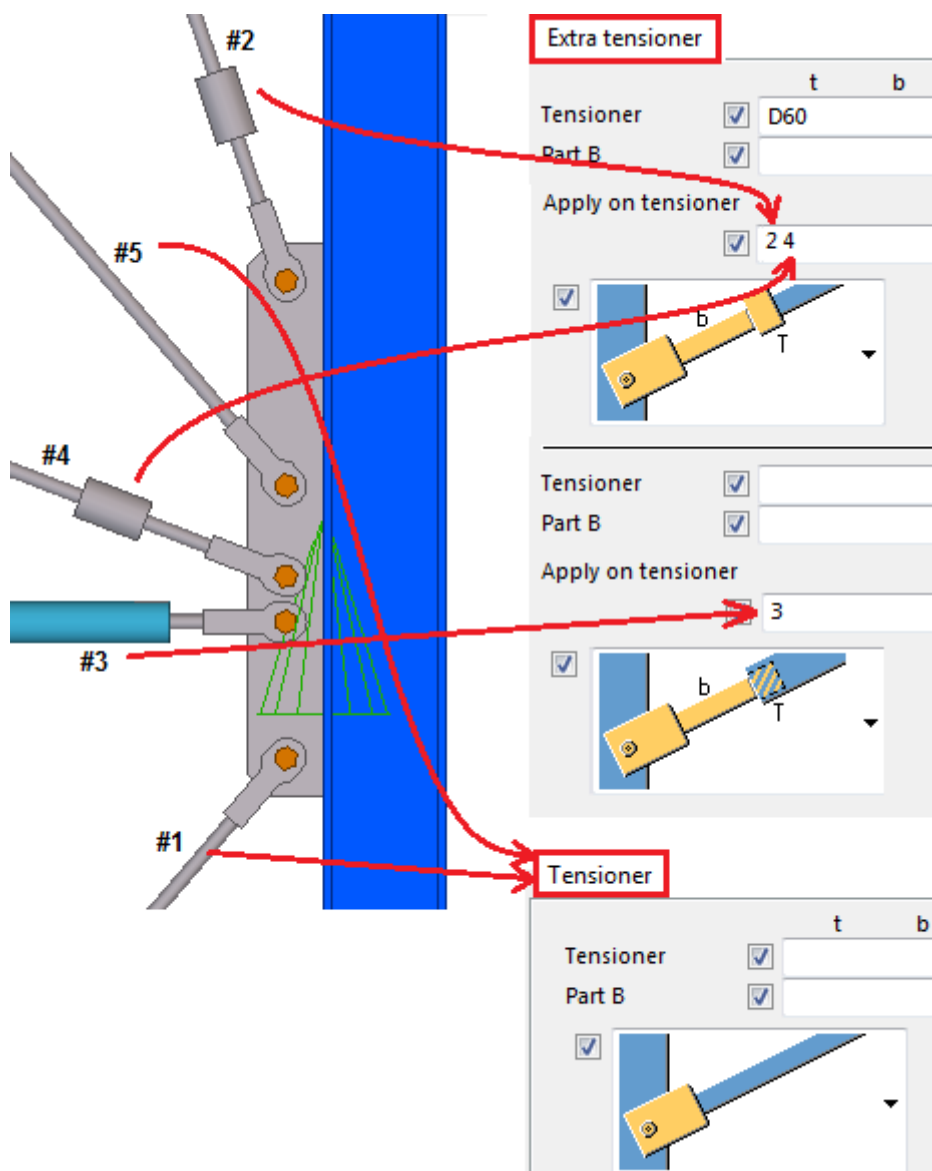 #2
Extra tensioner
t b
Tensioner D60
Part B
Apply on tensioner
#5
2 4
b
T
#4
Tensioner
Part B
Apply on tensioner
3
#3
b
T
#1
Tensioner
t b
Tensioner
Part B